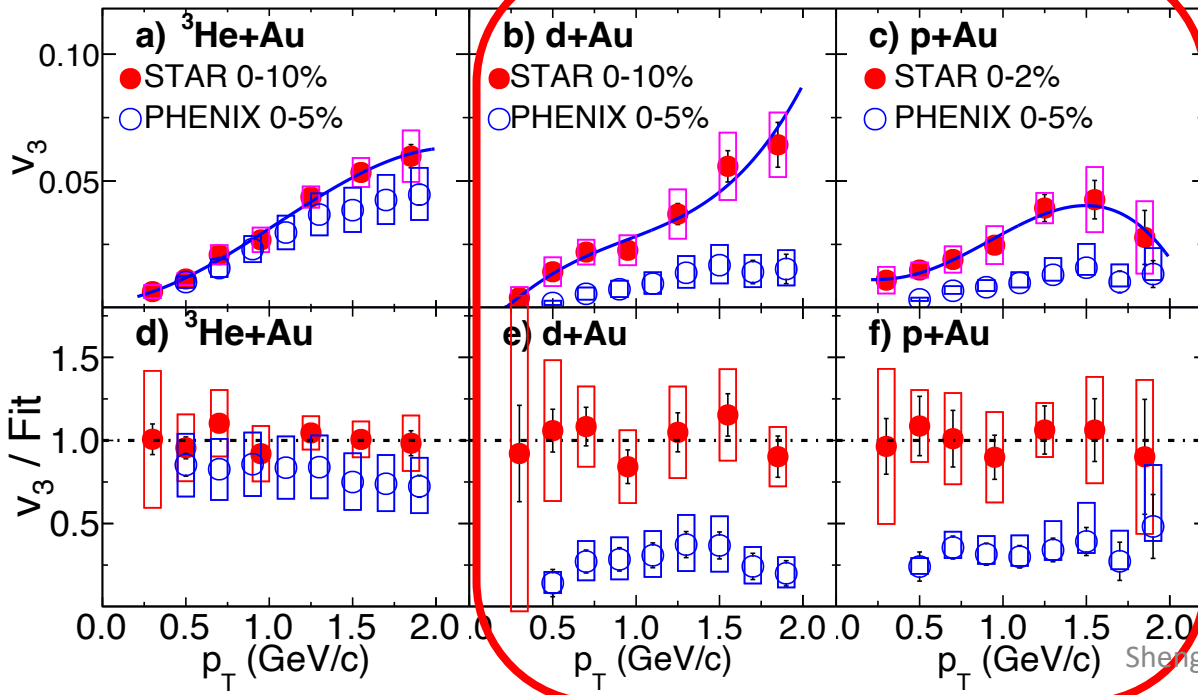 a) ³He+Au
STAR 0-10%
PHENIX 0-5%
b) d+Au
STAR 0-10%
PHENIX 0-5%
c) p+Au
STAR 0-2%
PHENIX 0-5%
0.10
0.05
v₃
d) ³He+Au
e) d+Au
f) p+Au
1.5
1.0
0.5
v₃ / Fit
0.0 0.5 1.0 1.5 2.0 0.5 1.0 1.5 2.0 0.5 1.0 1.5 2.0
p_T (GeV/c) p_T (GeV/c) p_T (GeV/c)
Sheng